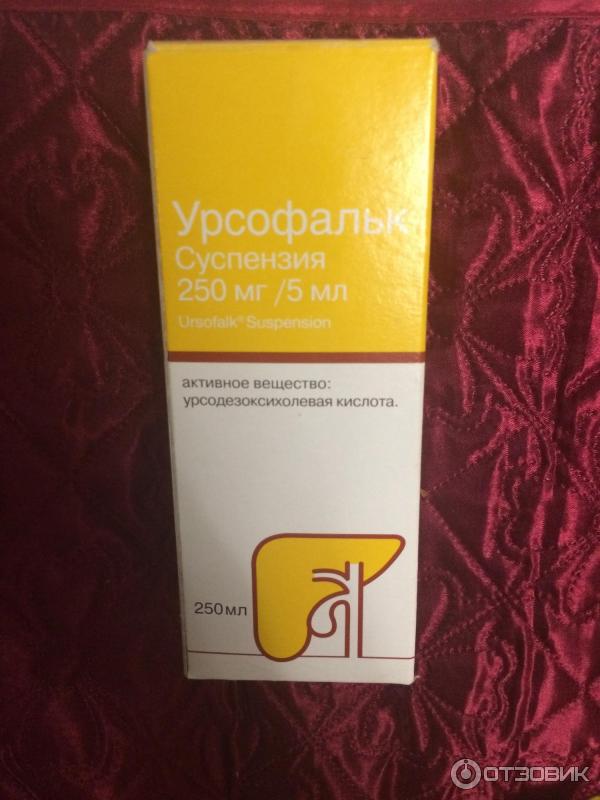 Урсофальк
Суспензия
250 мг /5 мл
Ursofalk® Suspension
активное вещество:
урсодезоксихолевая кислота.
250мл
ОТЗОВИК